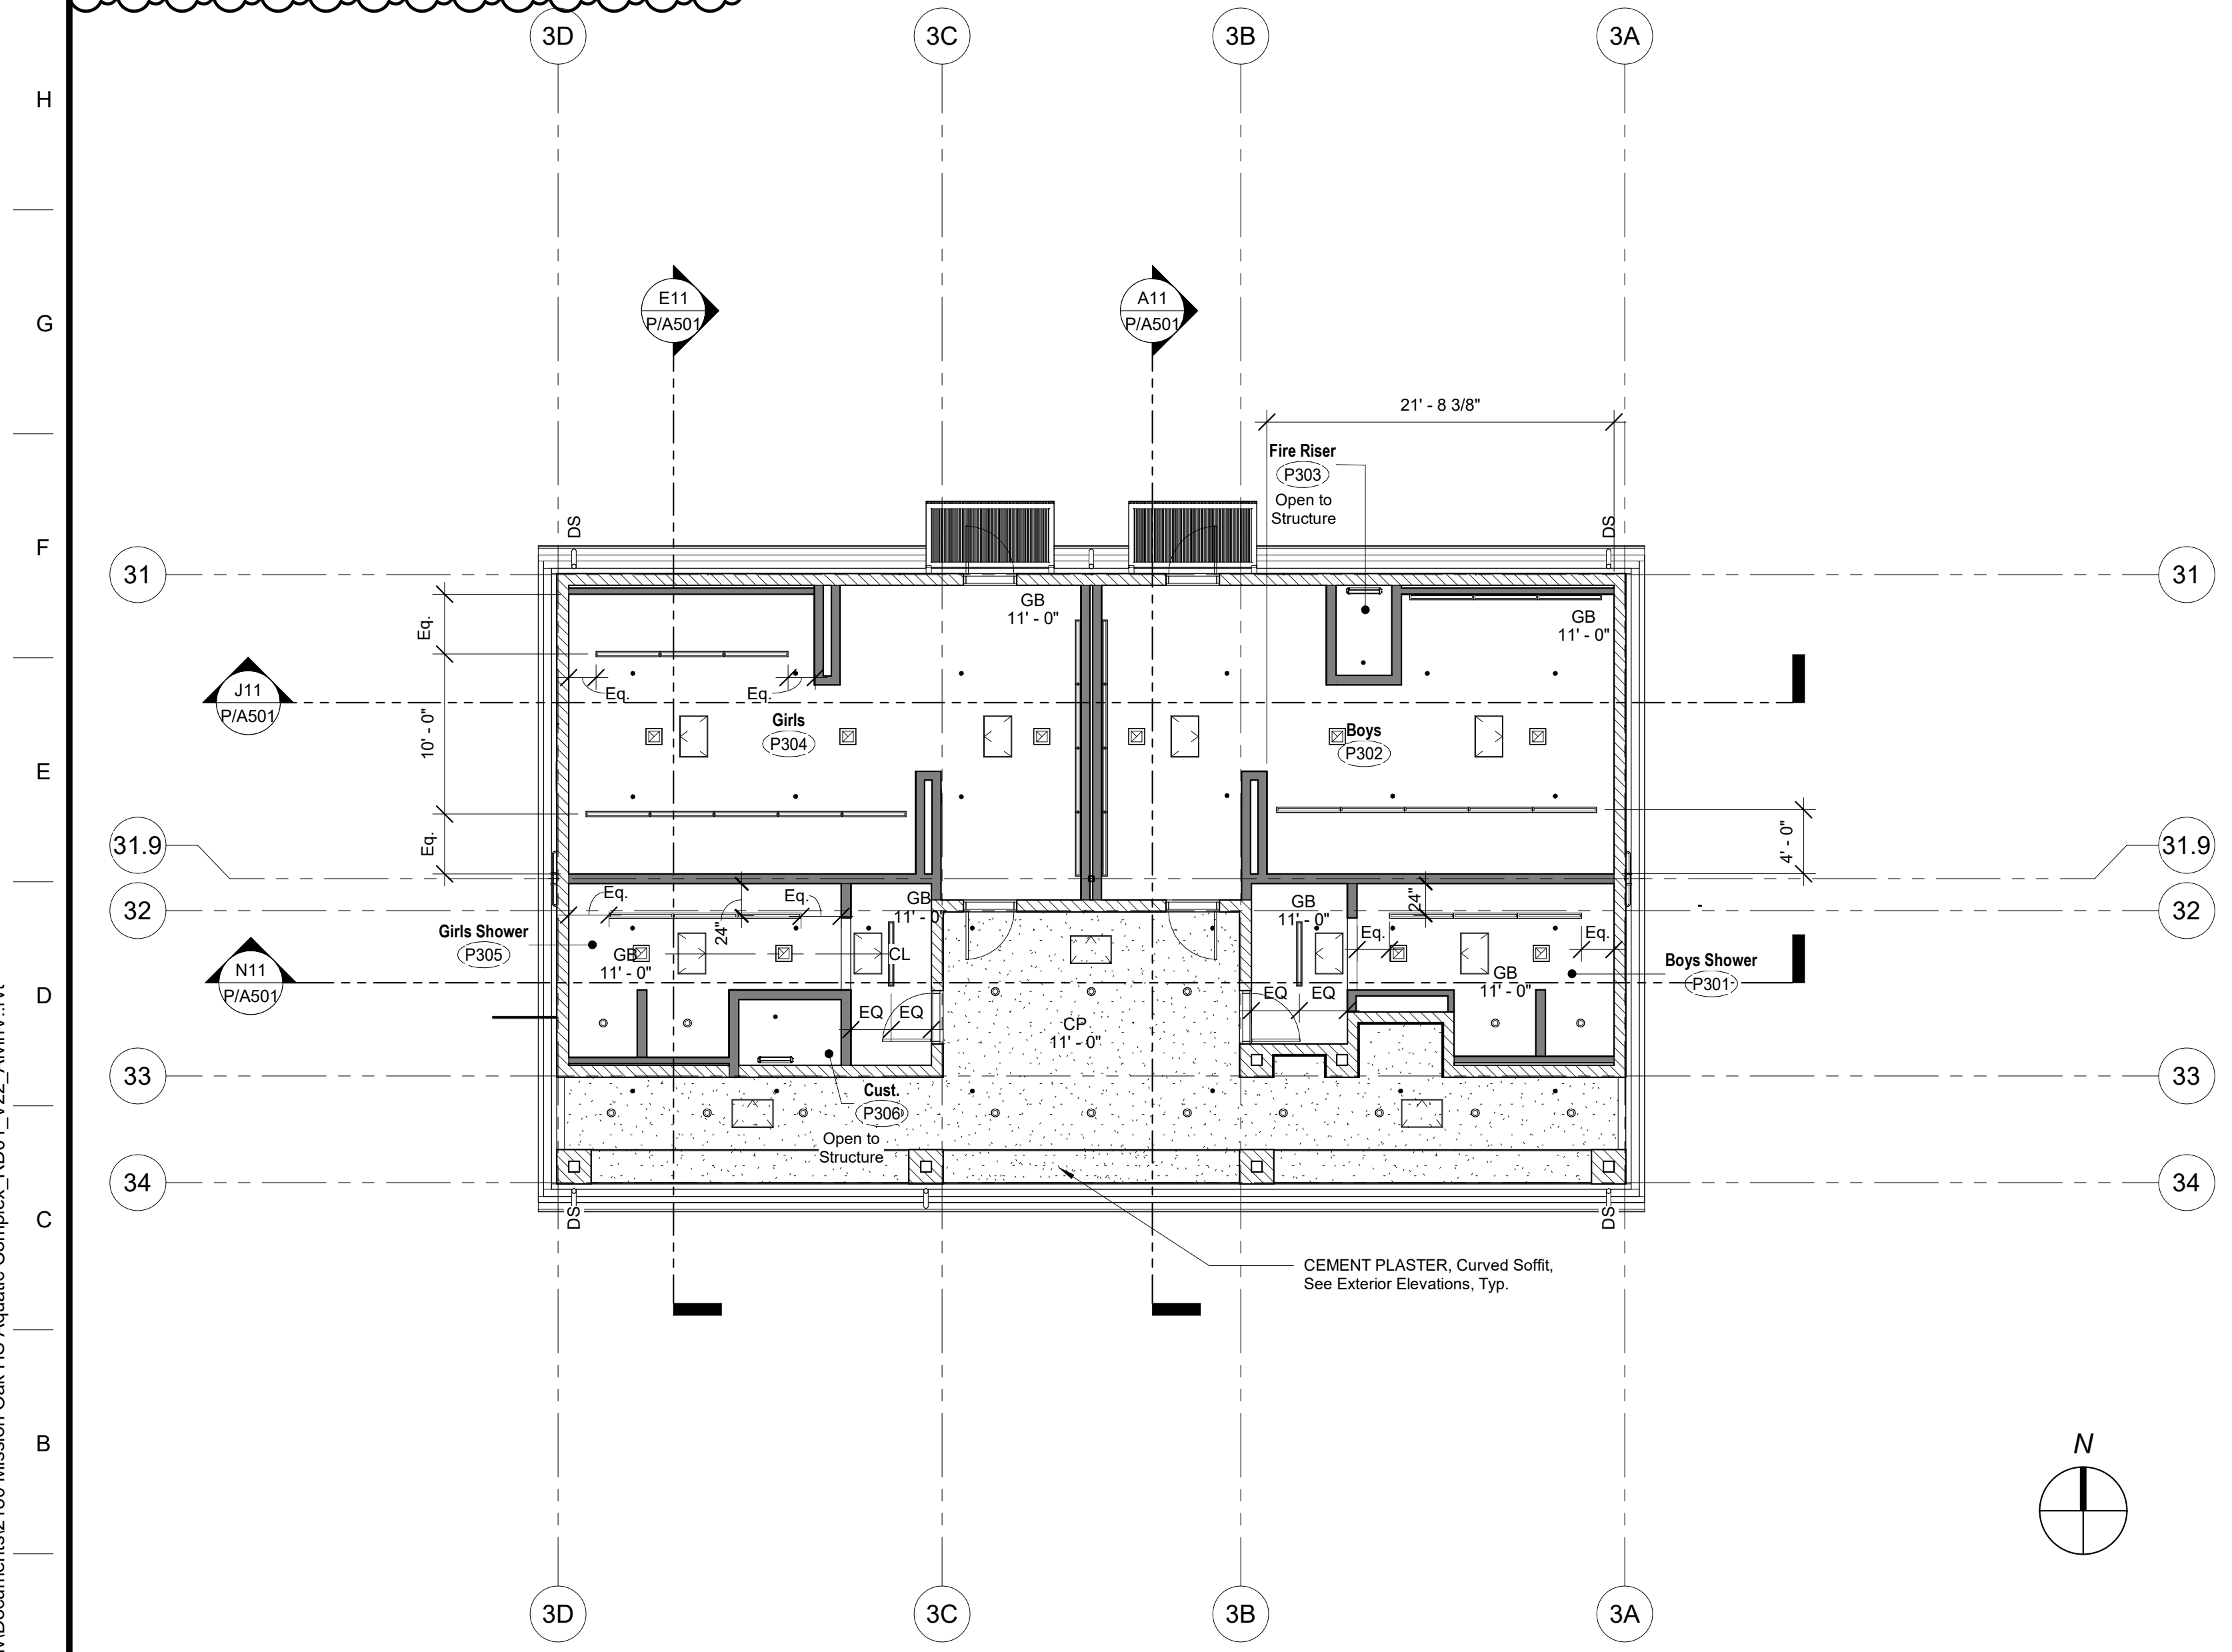 3D
3C
3B
3A
H
G
F
E
D
C
B
E11
P/A501
A11
P/A501
21' - 8 3/8"
Fire Riser
P303
Open to
Structure
DS
DS
31
31
GB
11' - 0"
GB
11' - 0"
Eq.
J11
P/A501
Eq.
Eq.
10' - 0"
Girls
P304
Boys
P302
Eq.
31.9
4' - 0"
31.9
32
Eq.
Eq.
24"
GB
11' - 0"
GB
11' - 0"
24"
32
Girls Shower
P305
GB
11' - 0"
CL
Eq.
Eq.
GB
11' - 0"
Boys Shower
P301
N11
P/A501
EQ
EQ
EQ
EQ
CP
11' - 0"
33
33
Cust.
P306
Open to
Structure
34
34
DS
DS
CEMENT PLASTER, Curved Soffit,
See Exterior Elevations, Typ.
N
3D
3C
3B
3A